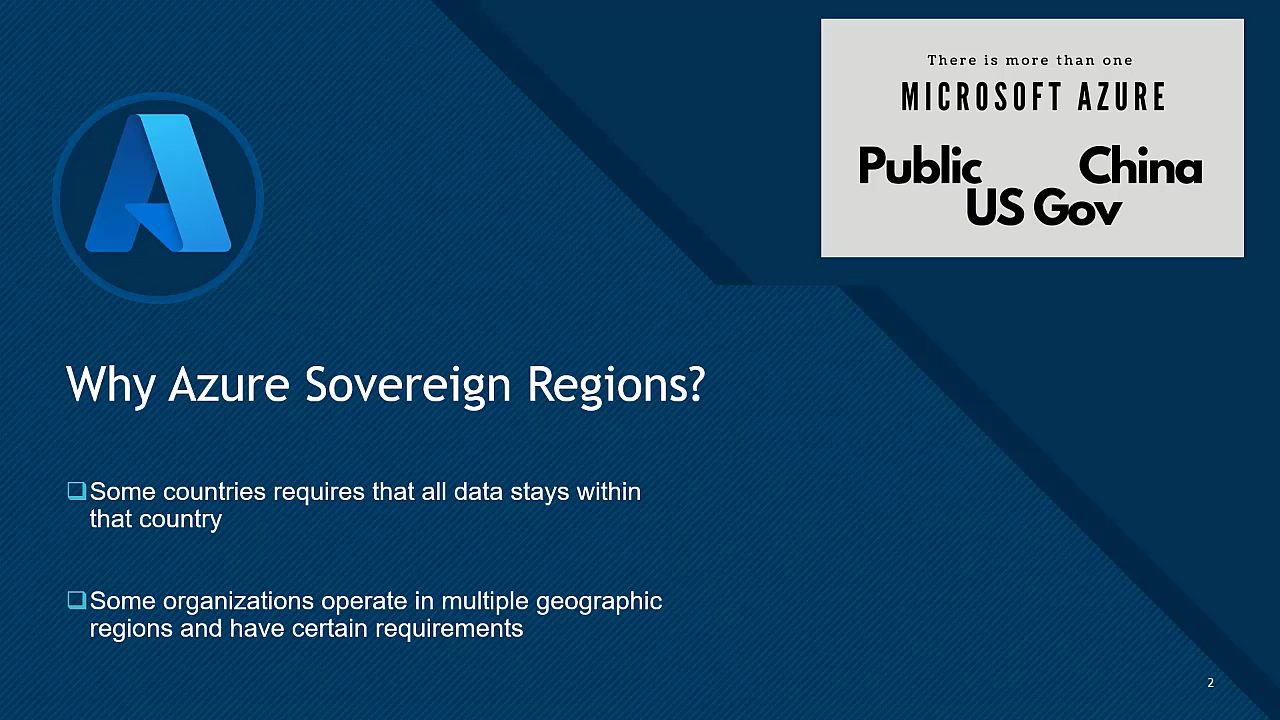 There is more than one
MICROSOFT AZURE
Public China
US Gov
Why Azure Sovereign Regions?
Some countries requires that all data stays within
that country
Some organizations operate in multiple geographic
regions and have certain requirements
2